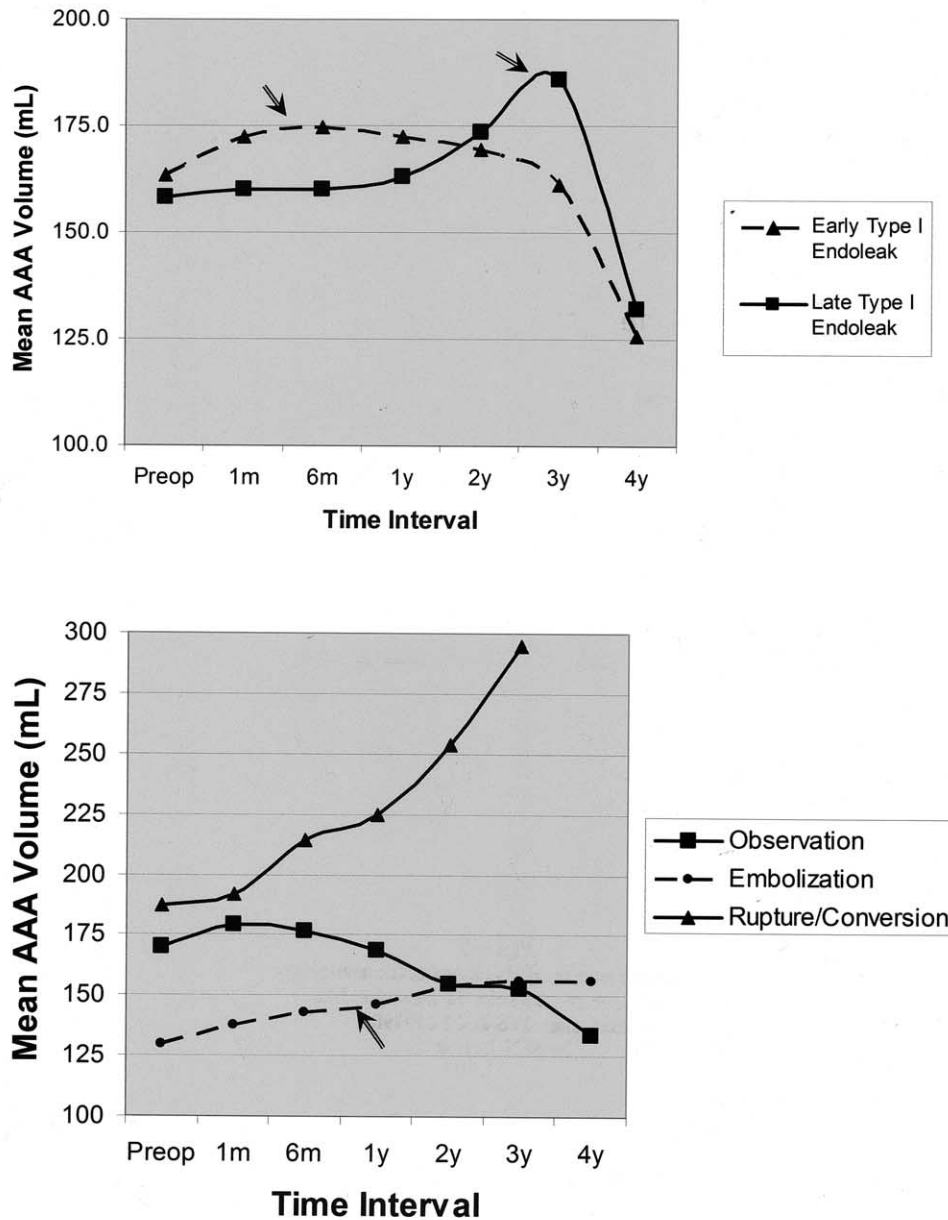 200.0
175.0
150.0
125.0
100.0
Mean AAA Volume (mL)
Preop 1m 6m 1y 2y 3y 4y
Time Interval
Early Type I
Endoleak
Late Type I
Endoleak
300
275
250
225
200
175
150
125
100
Mean AAA Volume (mL)
Preop 1m 6m 1y 2y 3y 4y
Time Interval
Observation
Embolization
Rupture/Conversion